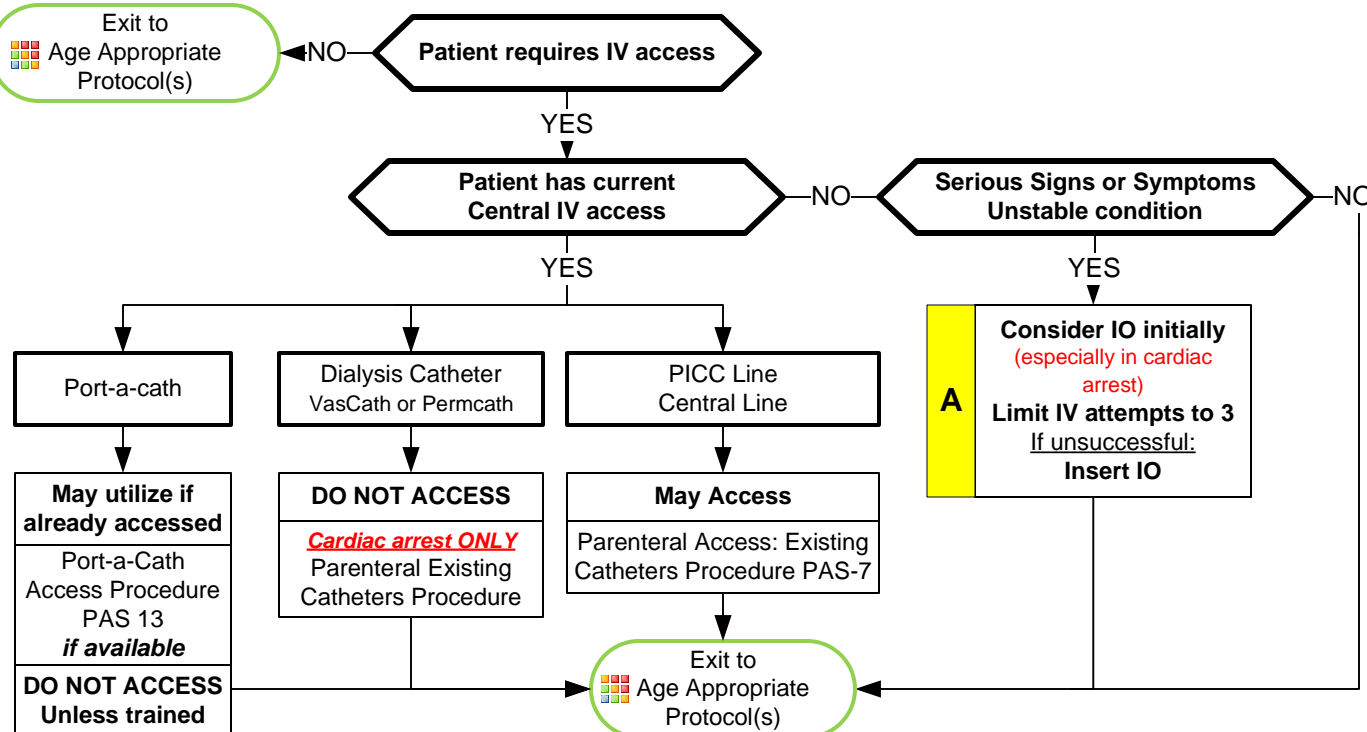 Exit to
Age Appropriate
Protocol(s)
NO
Patient requires IV access
YES
Patient has current
Central IV access
NO
Serious Signs or Symptoms
Unstable condition
NO
YES
YES
Port-a-cath
Dialysis Catheter
VasCath or Permcath
PICC Line
Central Line
A
Consider IO initially
(especially in cardiac
arrest)
Limit IV attempts to 3
If unsuccessful:
Insert IO
May utilize if
already accessed
Port-a-Cath
Access Procedure
PAS 13
if available
DO NOT ACCESS
Unless trained
DO NOT ACCESS
Cardiac arrest ONLY
Parenteral Existing
Catheters Procedure
May Access
Parenteral Access: Existing
Catheters Procedure PAS-7
Exit to
Age Appropriate
Protocol(s)